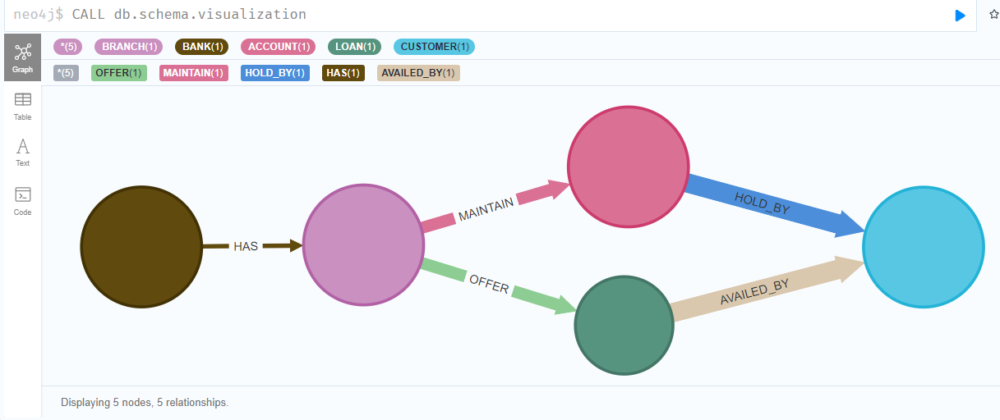 neo4j$ CALL db.schema.visualization
*(5) BRANCH(1) BANK(1) ACCOUNT(1) LOAN(1) CUSTOMER(1)
Graph
*(5) OFFER(1) MAINTAIN(1) HOLD_BY(1) HAS(1) AVAILED_BY(1)
Table
Text
Code
MAINTAIN
HOLD_BY
HAS
OFFER
AVAILED_BY
Displaying 5 nodes, 5 relationships.